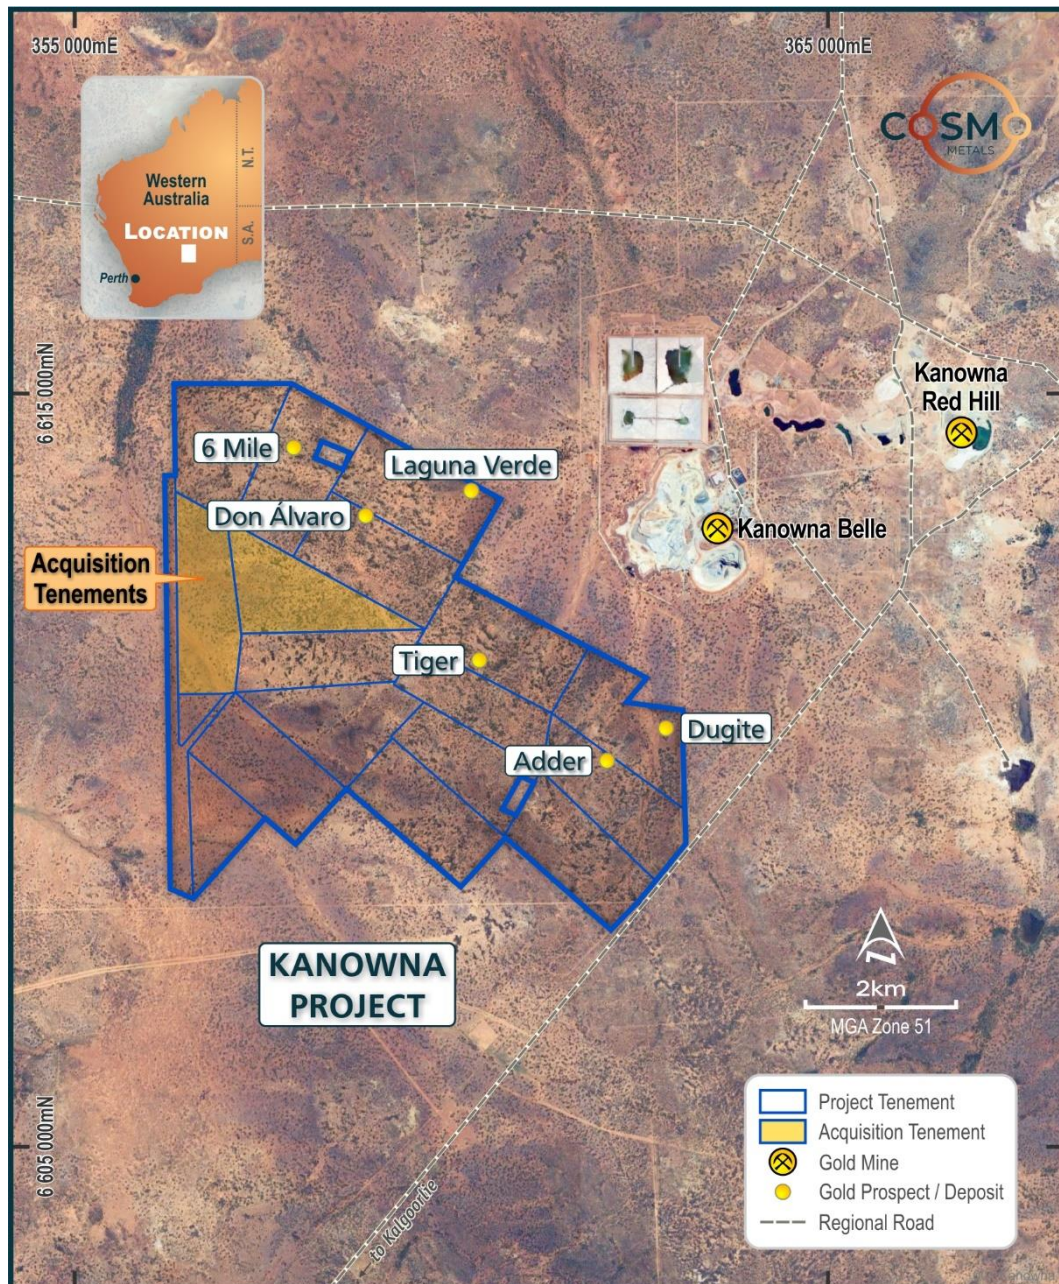 355 000mE
365 000mE
COSMO
METALS
Western
Australia
N.T.
S.A.
LOCATION
Perth
6 615 000mN
Kanowna
Red Hill
6 Mile
Laguna Verde
Don Álvaro
Kanowna Belle
Acquisition
Tenements
Tiger
Dugite
Adder
KANOWNA
PROJECT
N
2km
MGA Zone 51
6 605 000mN
to Kalgoorlie
Project Tenement
Acquisition Tenement
Gold Mine
Gold Prospect / Deposit
Regional Road